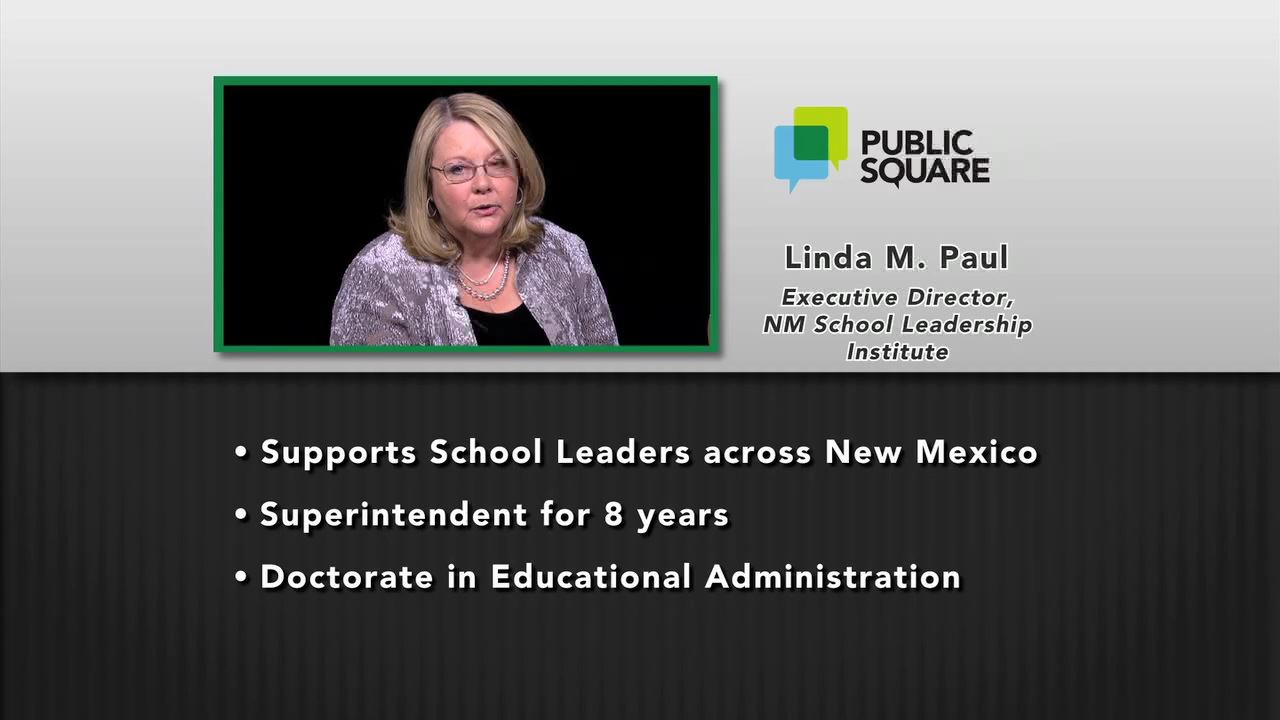 PUBLIC
SQUARE
Linda M. Paul
Executive Director,
NM School Leadership
Institute
• Supports School Leaders across New Mexico
• Superintendent for 8 years
• Doctorate in Educational Administration